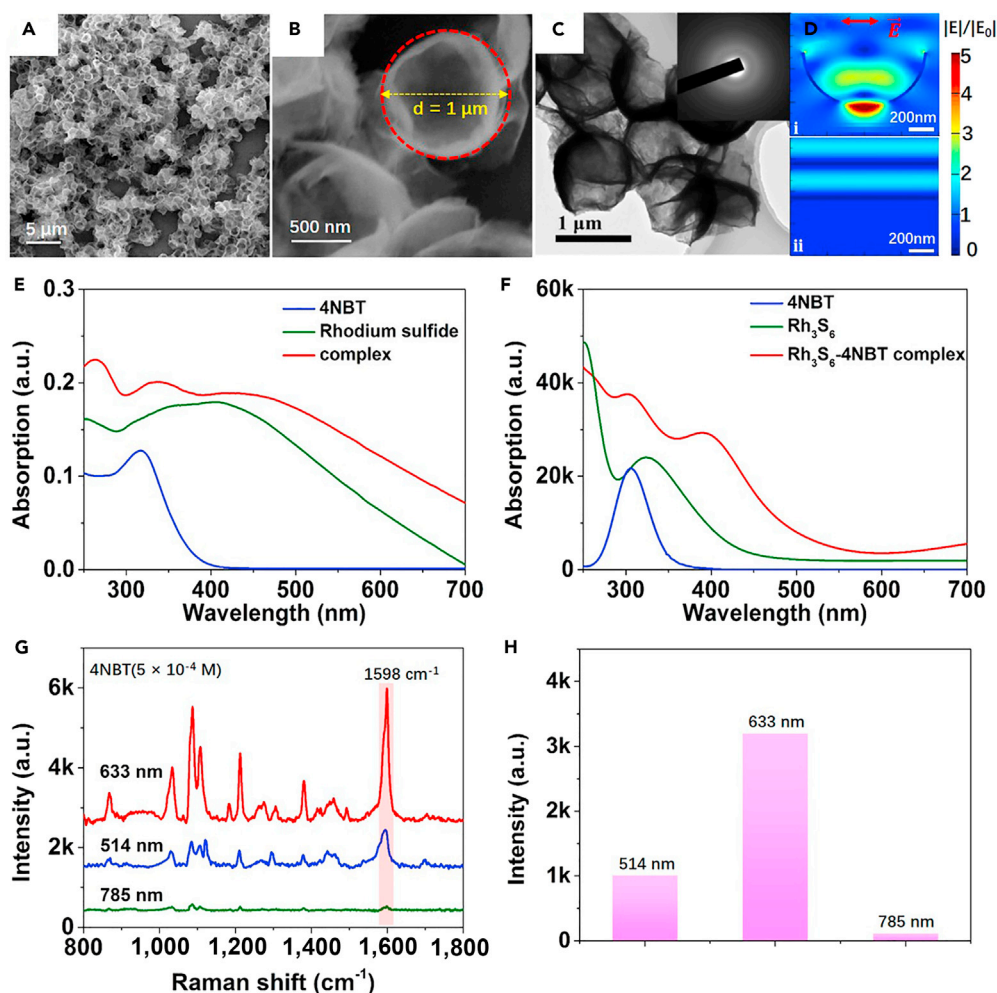 A
5 μm
B
d = 1 μm
500 nm
C
1 μm
D
E
|E|/|E₀|
5
4
3
2
1
0
i
200nm
ii
200nm
E
0.3
0.2
0.1
0.0
Absorption (a.u.)
4NBT
Rhodium sulfide
complex
300 400 500 600 700
Wavelength (nm)
F
60k
40k
20k
0
Absorption (a.u.)
4NBT
Rh₃S₆
Rh₃S₆-4NBT complex
300 400 500 600 700
Wavelength (nm)
G
4NBT(5 × 10⁻⁴ M)
1598 cm⁻¹
6k
4k
2k
0
Intensity (a.u.)
633 nm
514 nm
785 nm
800 1,000 1,200 1,400 1,600 1,800
Raman shift (cm⁻¹)
H
4k
3k
2k
1k
0
Intensity (a.u.)
514 nm
633 nm
785 nm